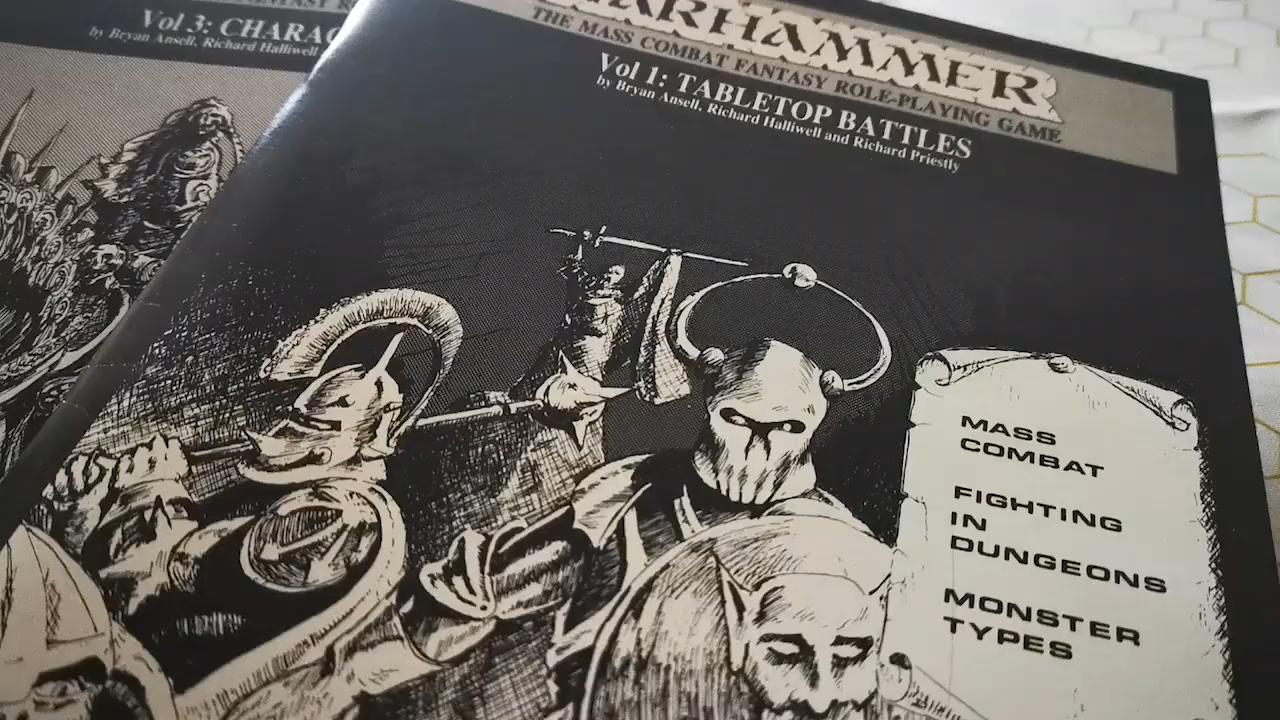 FANTASY R
Vol 3: CHARAC
by Bryan Ansell, Richard Halliwell
ARHAMMER
THE MASS COMBAT FANTASY ROLE-PLAYING GAME
Vol 1: TABLETOP BATTLES
by Bryan Ansell, Richard Halliwell and Richard Priestly
MASS
COMBAT
FIGHTING
IN
DUNGEONS
MONSTER
TYPES